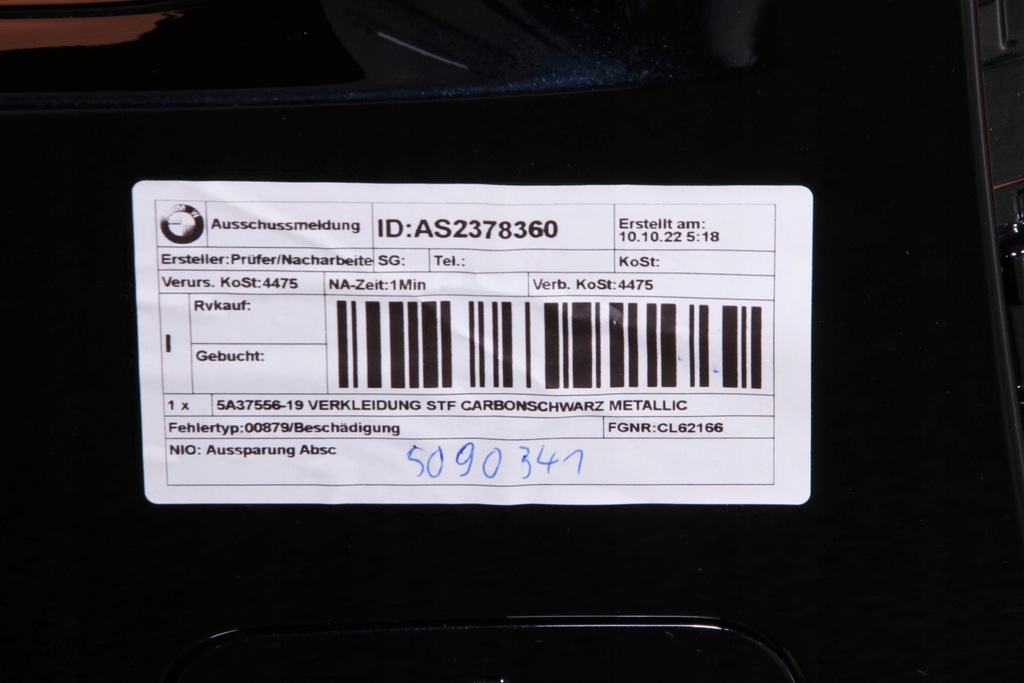 BMW
Ausschussmeldung
ID:AS2378360
Erstellt am:
10.10.22 5:18
Ersteller:Prüfer/Nacharbeite SG: Tel.: KoSt:
Verurs. KoSt:4475 NA-Zeit:1Min Verb. KoSt:4475
I
Rvkauf:
Gebucht:
1 x 5A37556-19 VERKLEIDUNG STF CARBONSCHWARZ METALLIC
Fehlertyp:00879/Beschädigung FGNR:CL62166
NIO: Aussparung Absc
5090341